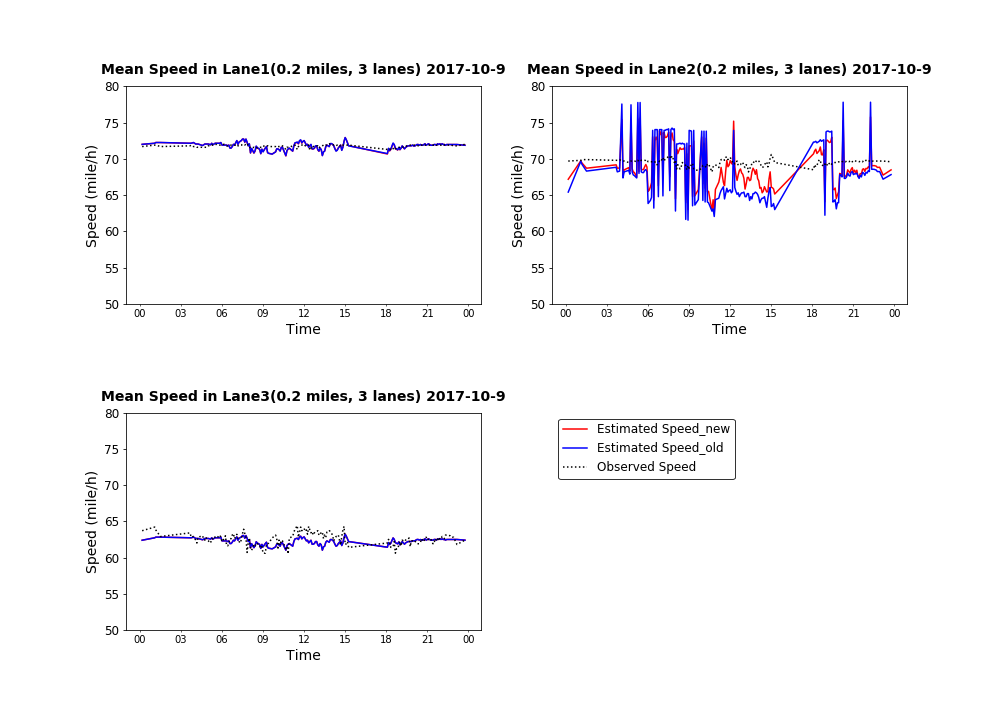 Mean Speed in Lane1(0.2 miles, 3 lanes) 2017-10-9
80
75
70
65
60
55
50
Speed (mile/h)
00 03 06 09 12 15 18 21 00
Time
Mean Speed in Lane2(0.2 miles, 3 lanes) 2017-10-9
80
75
70
65
60
55
50
Speed (mile/h)
00 03 06 09 12 15 18 21 00
Time
Mean Speed in Lane3(0.2 miles, 3 lanes) 2017-10-9
80
75
70
65
60
55
50
Speed (mile/h)
00 03 06 09 12 15 18 21 00
Time
Estimated Speed_new
Estimated Speed_old
Observed Speed